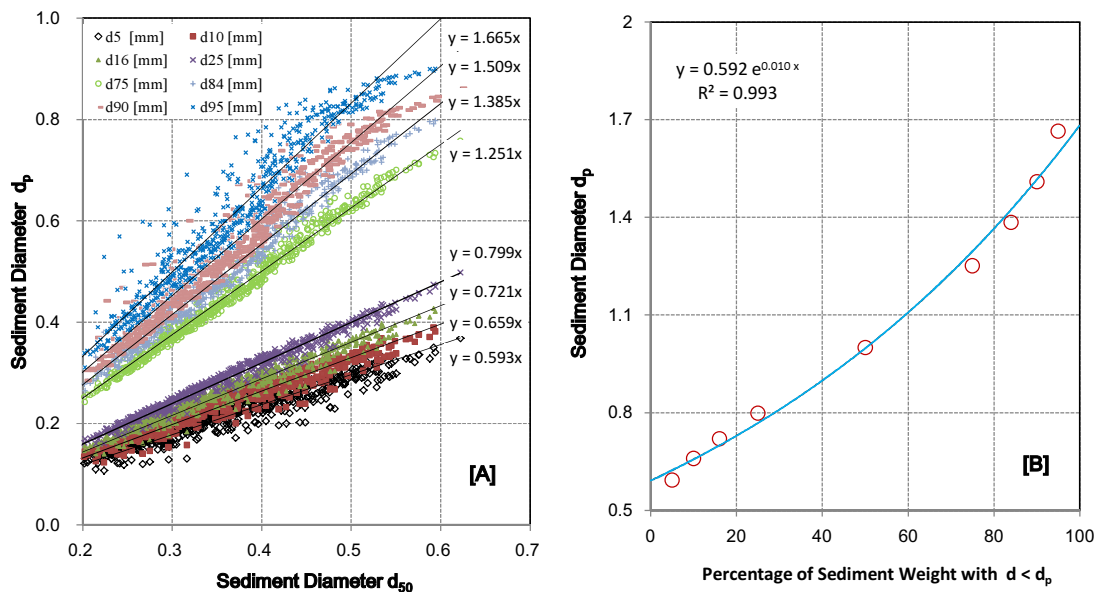 1.0
0.8
0.6
0.4
0.2
0.0
Sediment Diameter dp
d5 [mm]
d10 [mm]
d16 [mm]
d25 [mm]
d75 [mm]
d84 [mm]
d90 [mm]
d95 [mm]
y = 1.665x
y = 1.509x
y = 1.385x
y = 1.251x
y = 0.799x
y = 0.721x
y = 0.659x
y = 0.593x
[A]
0.2 0.3 0.4 0.5 0.6 0.7
Sediment Diameter d50
2
1.7
1.4
1.1
0.8
0.5
Sediment Diameter dp
y = 0.592 e0.010 x
R² = 0.993
[B]
0 20 40 60 80 100
Percentage of Sediment Weight with d < dp